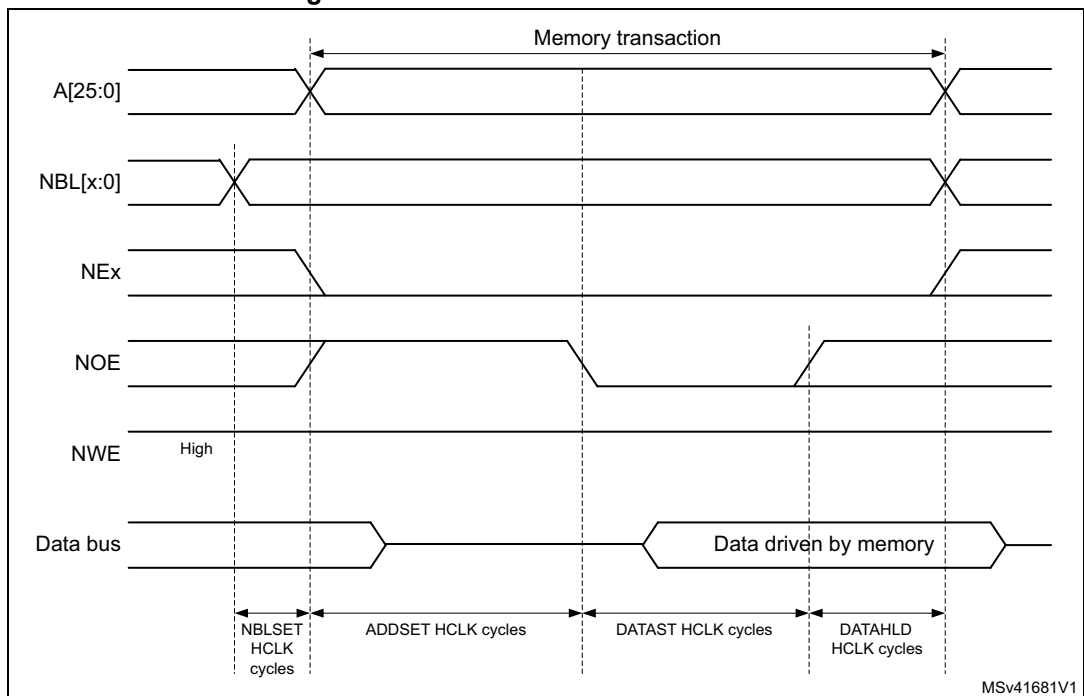 g
Memory transaction
A[25:0]
NBL[x:0]
NEx
NOE
NWE
High
Data bus
Data driven by memory
NBLSET
HCLK
cycles
ADDSET HCLK cycles
DATAST HCLK cycles
DATAHLD
HCLK cycles
MSv41681V1